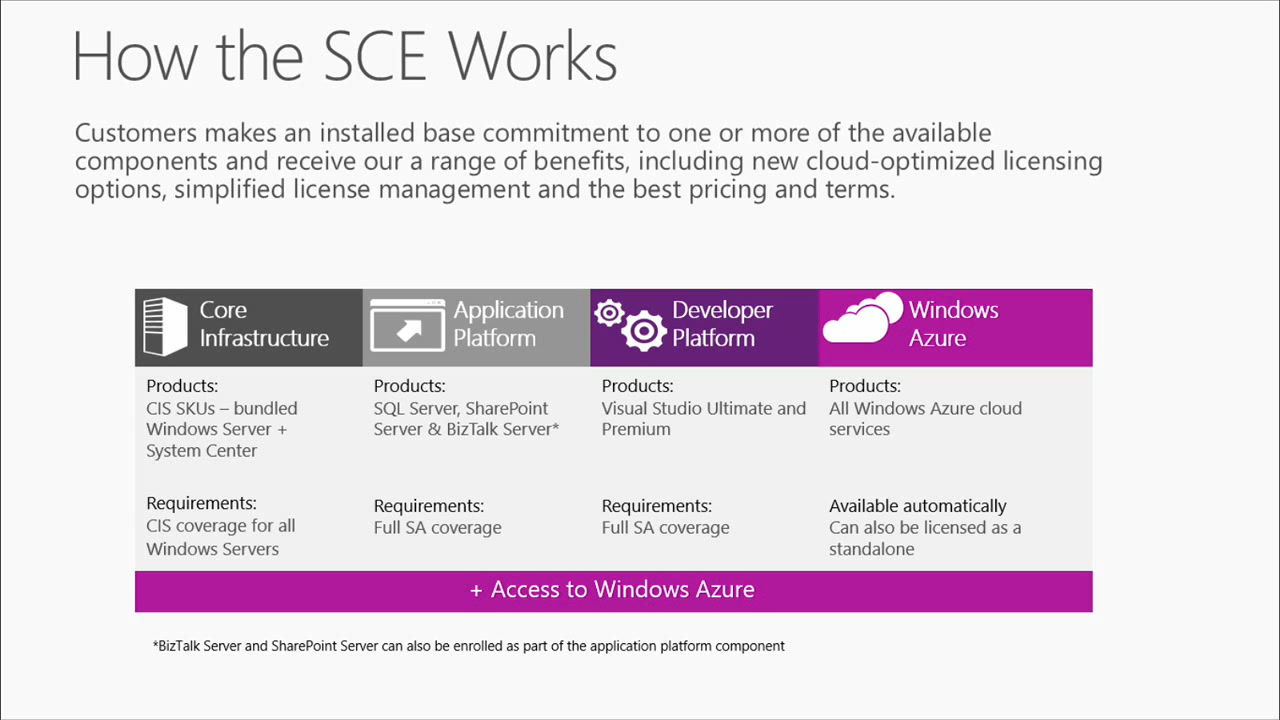 How the SCE Works
Customers makes an installed base commitment to one or more of the available
components and receive our a range of benefits, including new cloud-optimized licensing
options, simplified license management and the best pricing and terms.
Core
Infrastructure
Products:
CIS SKUs – bundled
Windows Server +
System Center
Requirements:
CIS coverage for all
Windows Servers
Application
Platform
Products:
SQL Server, SharePoint
Server & BizTalk Server*
Requirements:
Full SA coverage
Developer
Platform
Products:
Visual Studio Ultimate and
Premium
Requirements:
Full SA coverage
Windows
Azure
Products:
All Windows Azure cloud
services
Available automatically
Can also be licensed as a
standalone
+ Access to Windows Azure
*BizTalk Server and SharePoint Server can also be enrolled as part of the application platform component